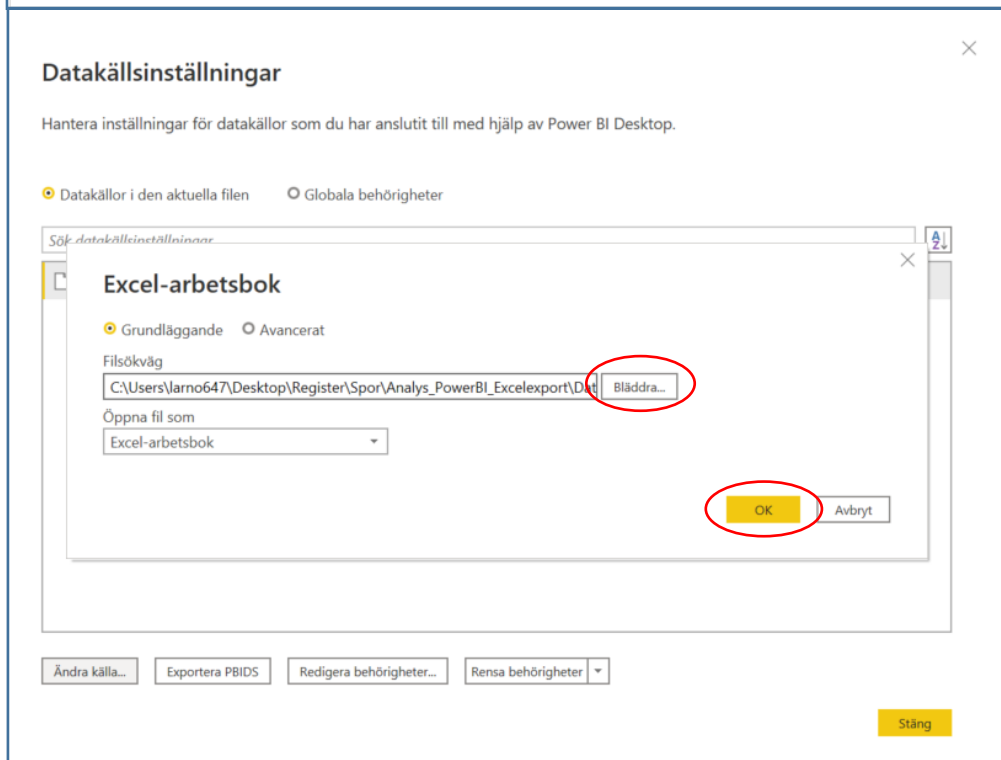 Datakällsinställningar
Hantera inställningar för datakällor som du har anslutit till med hjälp av Power BI Desktop.
Datakällor i den aktuella filen Globala behörigheter
Sök datakällsinställningar
Excel-arbetsbok
Grundläggande Avancerat
Filsökväg
C:\Users\larno647\Desktop\Register\Spor\Analys_PowerBI_Excelexport\Dat Bläddra...
Öppna fil som
Excel-arbetsbok
OK Avbryt
Ändra källa... Exportera PBIDS Redigera behörigheter... Rensa behörigheter
Stäng